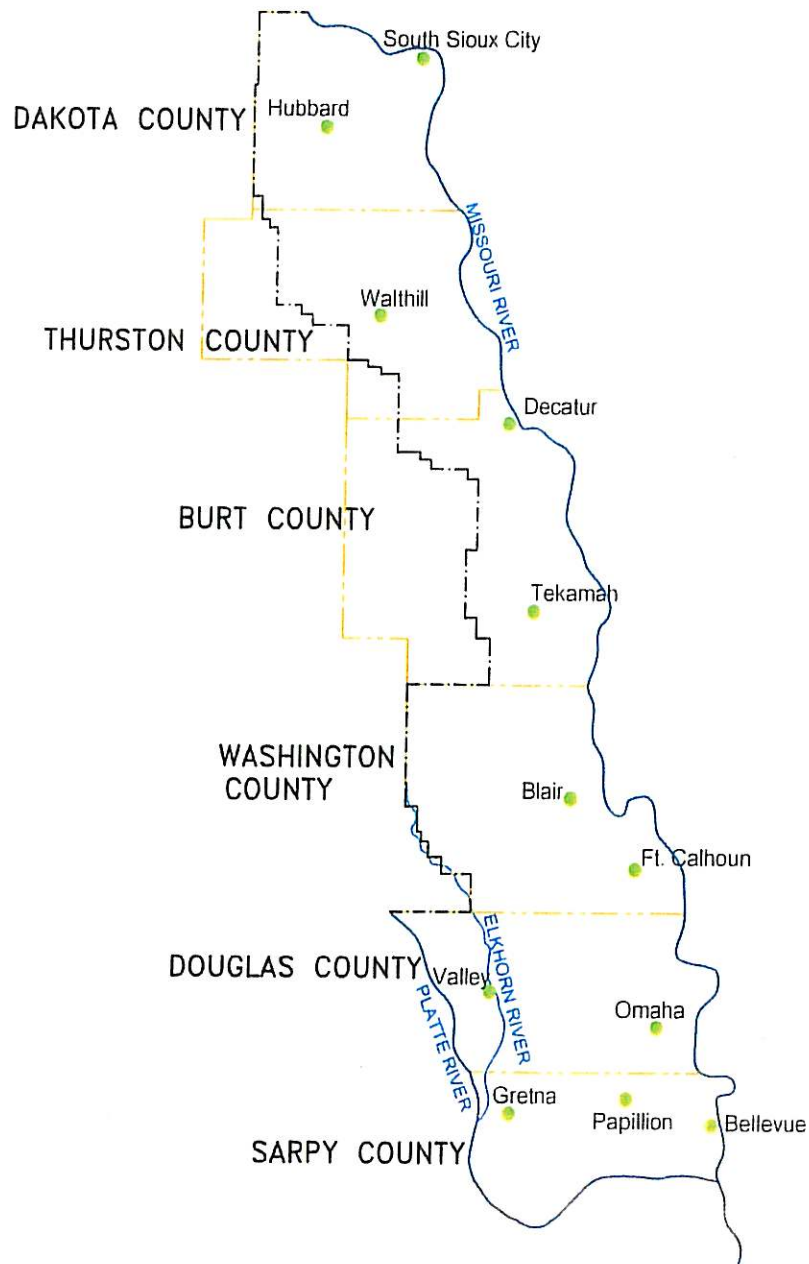 South Sioux City
Hubbard
DAKOTA COUNTY
MISSOURI RIVER
Walthill
THURSTON COUNTY
Decatur
BURT COUNTY
Tekamah
WASHINGTON
COUNTY
Blair
Ft. Calhoun
DOUGLAS COUNTY
Valley
ELKHORN RIVER
PLATTE RIVER
Omaha
Gretna
Papillion
Bellevue
SARPY COUNTY